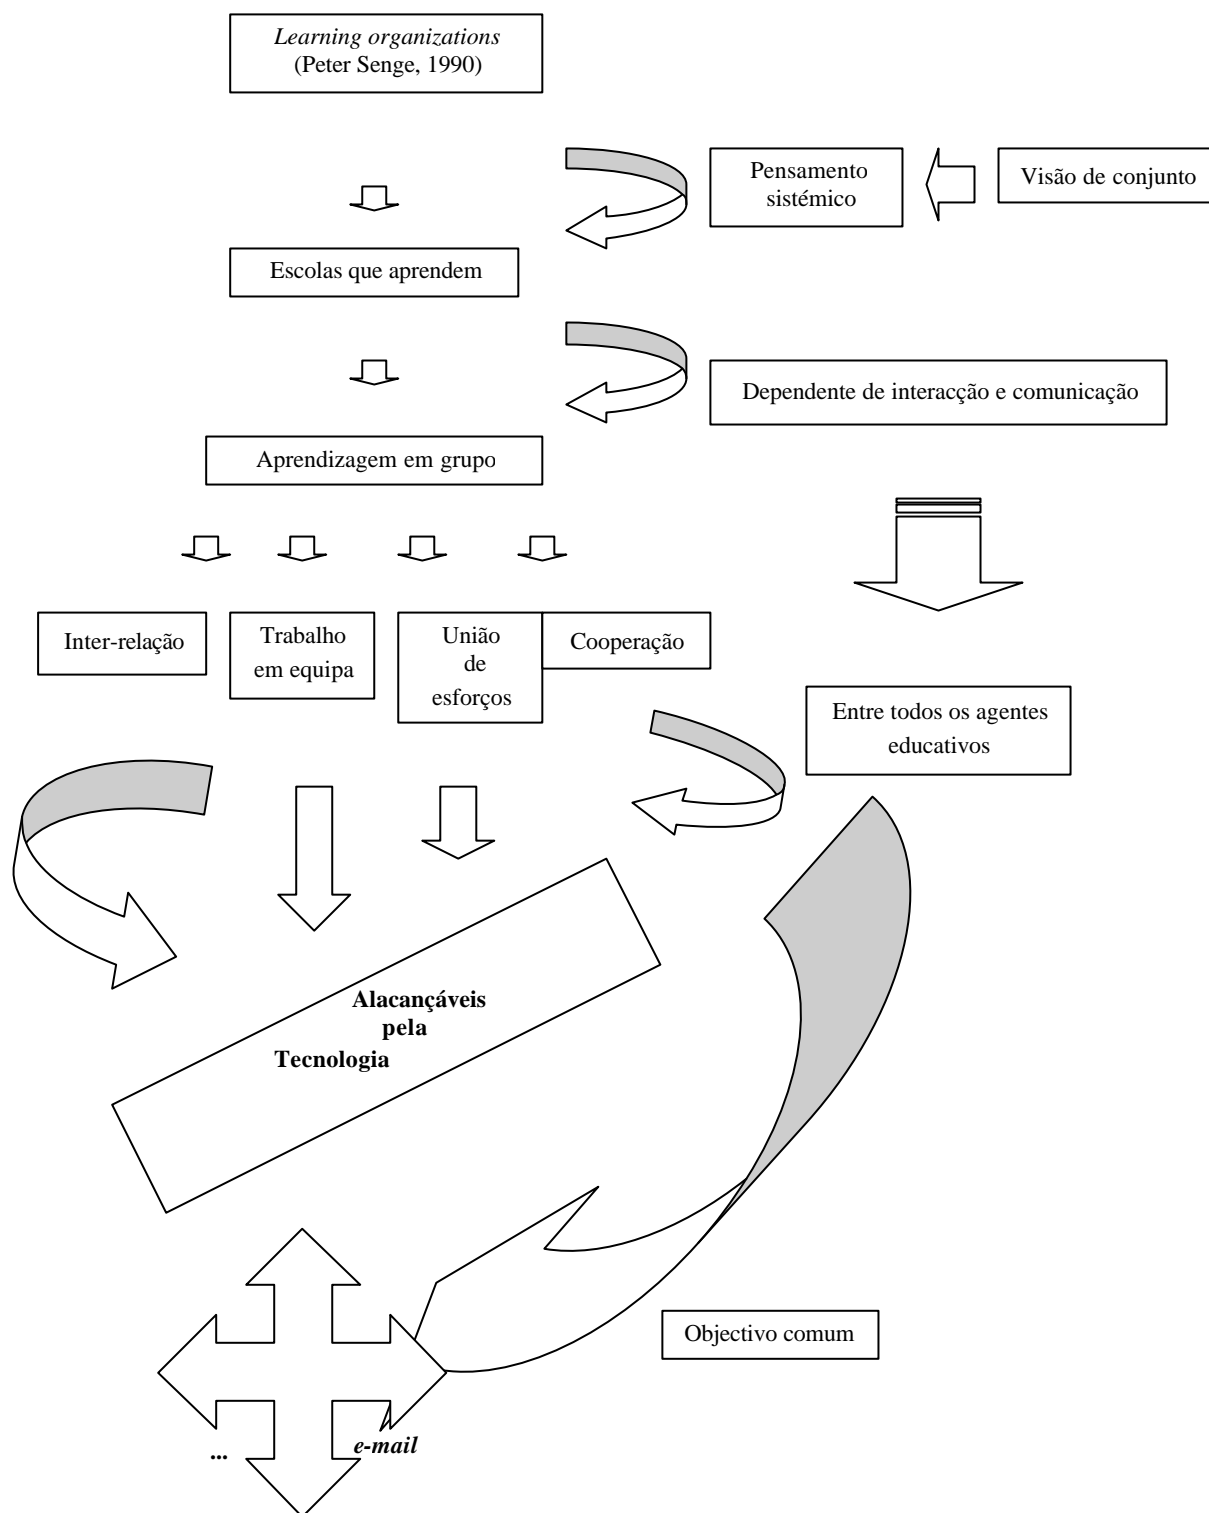 Learning organizations
(Peter Senge, 1990)
Pensamento
sistémico
Visão de conjunto
Escolas que aprendem
Dependente de interacção e comunicação
Aprendizagem em grupo
Inter-relação
Trabalho
em equipa
União
de
esforços
Cooperação
Entre todos os agentes
educativos
Alacançáveis
pela
Tecnologia
Objectivo comum
...
e-mail